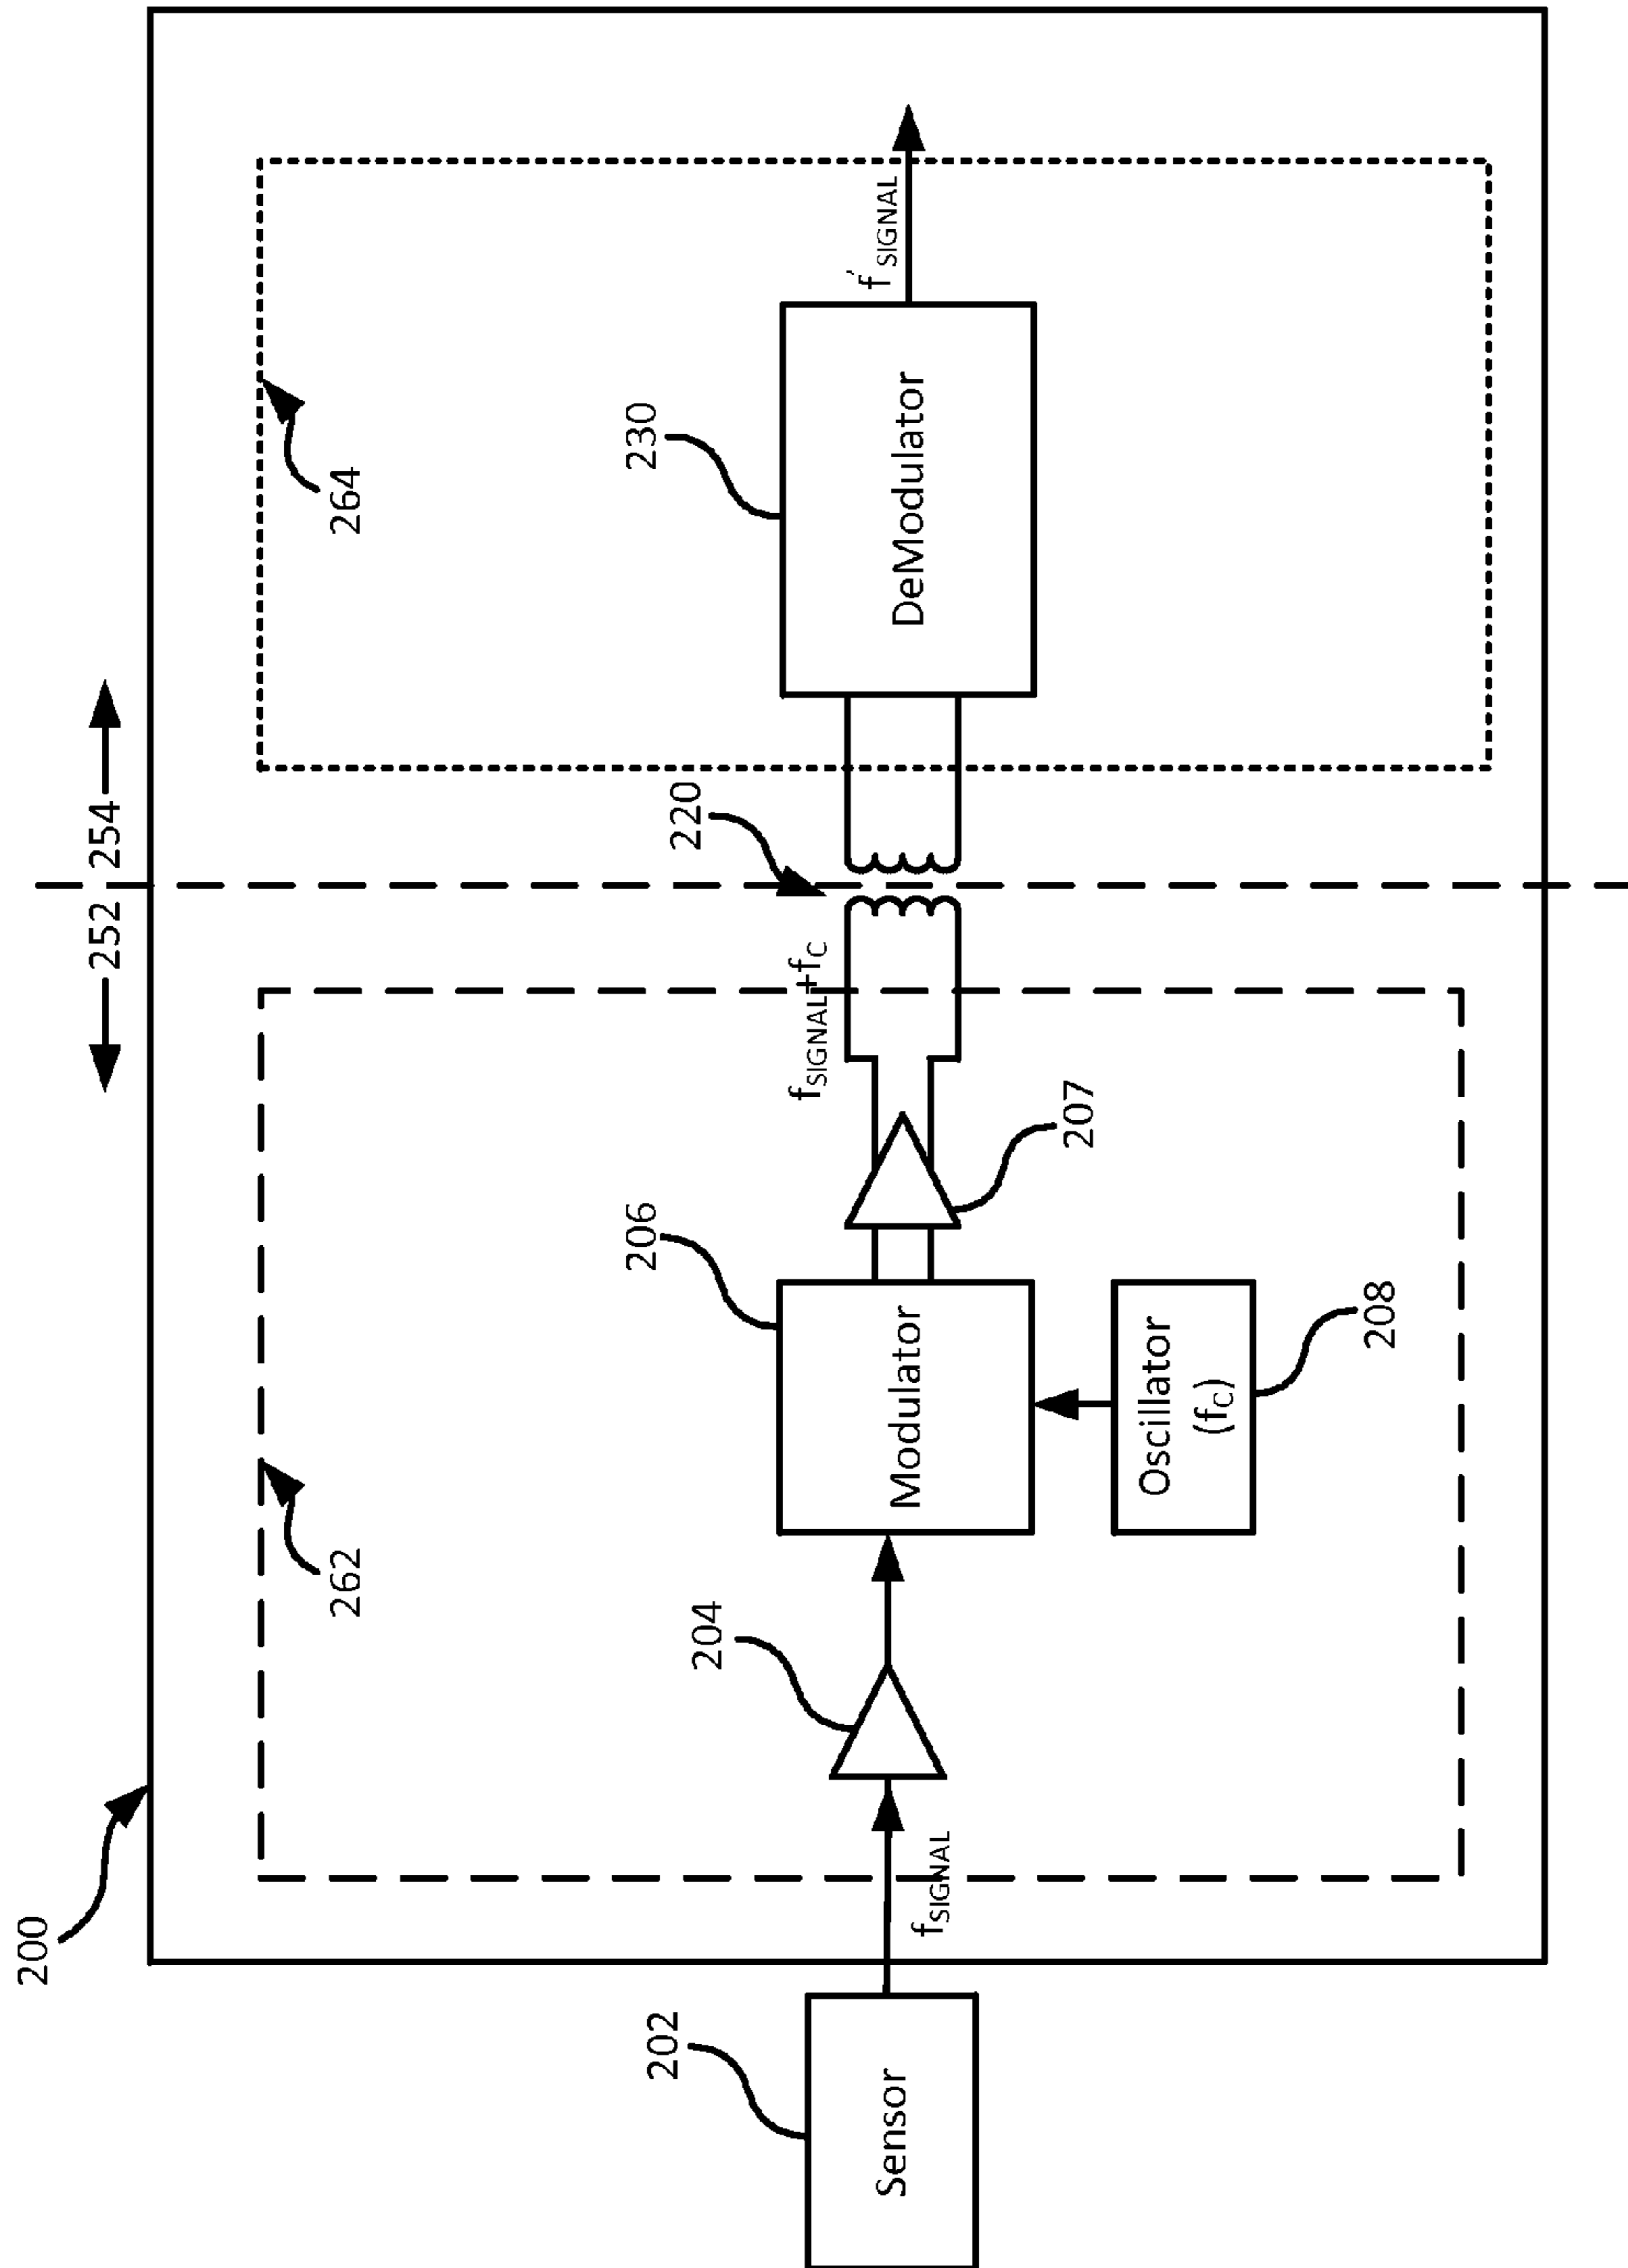 200
252 254
262
264
202
204
206
220
230
Sensor
fSIGNAL
Modulator
fSIGNAL+fC
DeModulator
f'SIGNAL
207
Oscillator
(fC)
208